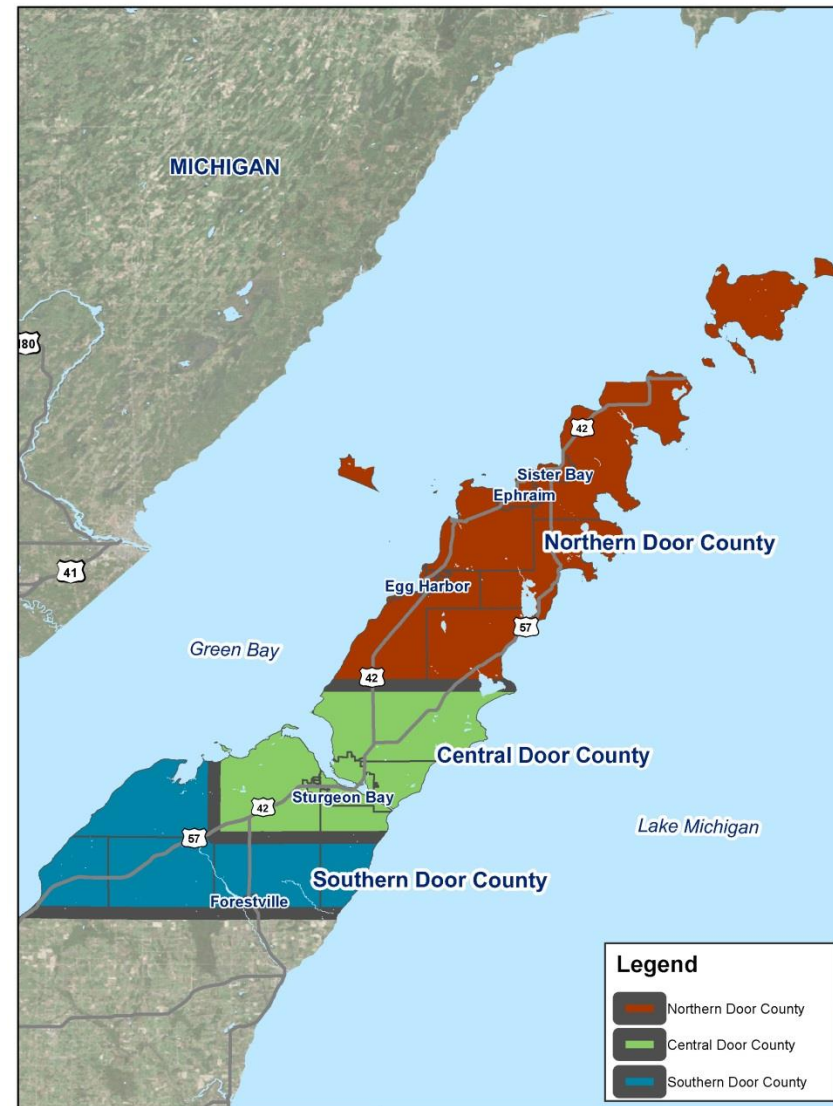 MICHIGAN
180
42
Sister Bay
Ephraim
Northern Door County
41
Egg Harbor
57
Green Bay
42
Central Door County
Sturgeon Bay
42
Lake Michigan
57
Southern Door County
Forestville
Legend
Northern Door County
Central Door County
Southern Door County